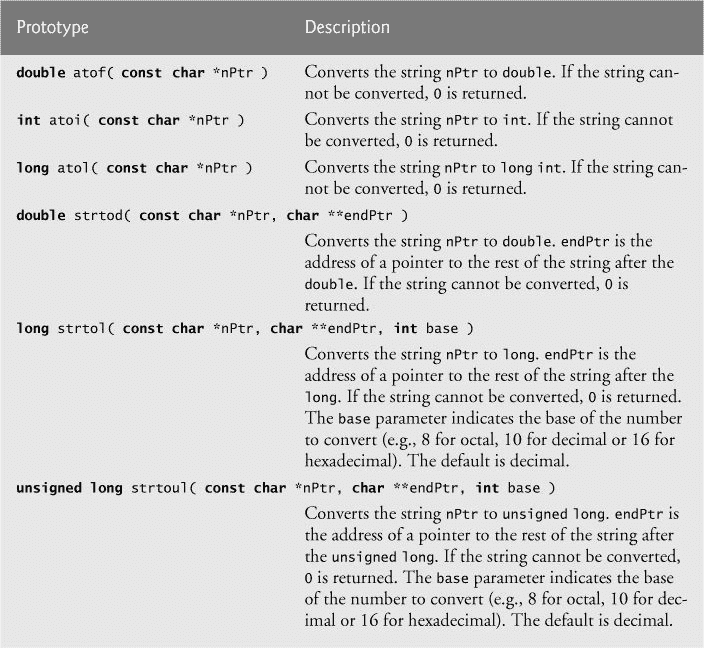 Prototype Description
double atof( const char *nPtr ) Converts the string nPtr to double. If the string can-
not be converted, 0 is returned.
int atoi( const char *nPtr ) Converts the string nPtr to int. If the string cannot
be converted, 0 is returned.
long atol( const char *nPtr ) Converts the string nPtr to long int. If the string can-
not be converted, 0 is returned.
double strtod( const char *nPtr, char **endPtr )
Converts the string nPtr to double. endPtr is the
address of a pointer to the rest of the string after the
double. If the string cannot be converted, 0 is
returned.
long strtol( const char *nPtr, char **endPtr, int base )
Converts the string nPtr to long. endPtr is the
address of a pointer to the rest of the string after the
long. If the string cannot be converted, 0 is returned.
The base parameter indicates the base of the number
to convert (e.g., 8 for octal, 10 for decimal or 16 for
hexadecimal). The default is decimal.
unsigned long strtoul( const char *nPtr, char **endPtr, int base )
Converts the string nPtr to unsigned long. endPtr is
the address of a pointer to the rest of the string after
the unsigned long. If the string cannot be converted,
0 is returned. The base parameter indicates the base
of the number to convert (e.g., 8 for octal, 10 for dec-
imal or 16 for hexadecimal). The default is decimal.